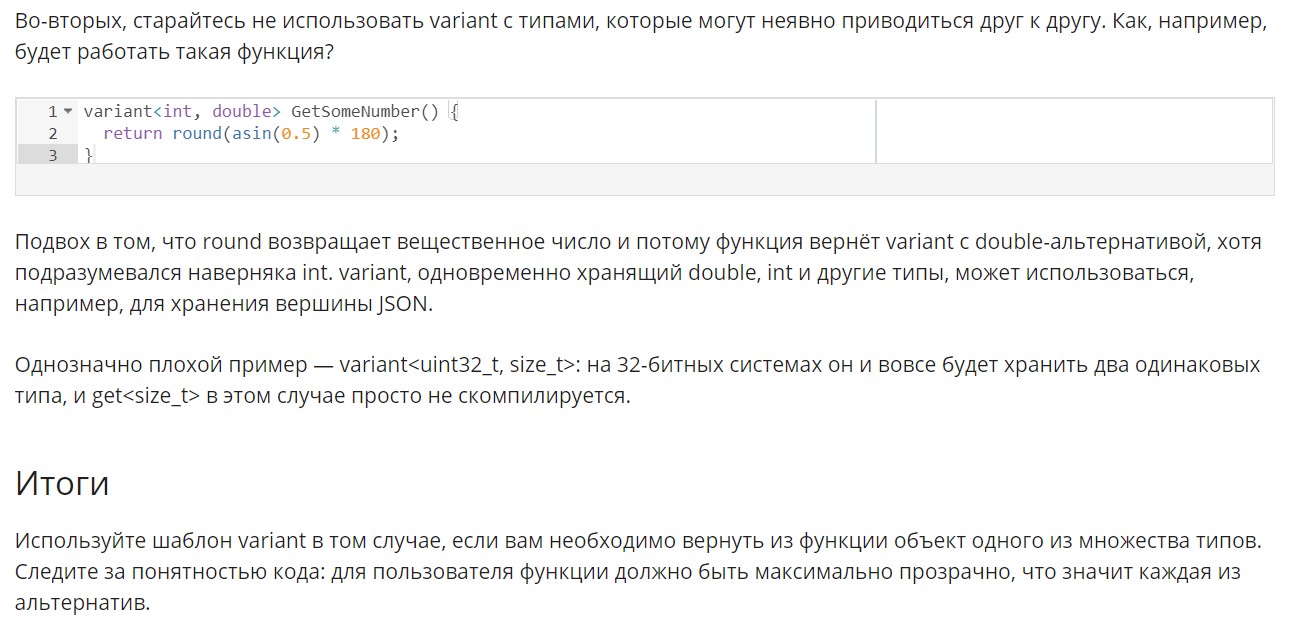 Во-вторых, старайтесь не использовать variant с типами, которые могут неявно приводиться друг к другу. Как, например,
будет работать такая функция?
1 variant<int, double> GetSomeNumber() {
2 return round(asin(0.5) * 180);
3 }
Подвох в том, что round возвращает вещественное число и потому функция вернёт variant с double-альтернативой, хотя
подразумевался наверняка int. variant, одновременно хранящий double, int и другие типы, может использоваться,
например, для хранения вершины JSON.
Однозначно плохой пример — variant<uint32_t, size_t>: на 32-битных системах он и вовсе будет хранить два одинаковых
типа, и get<size_t> в этом случае просто не скомпилируется.
Итоги
Используйте шаблон variant в том случае, если вам необходимо вернуть из функции объект одного из множества типов.
Следите за понятностью кода: для пользователя функции должно быть максимально прозрачно, что значит каждая из
альтернатив.